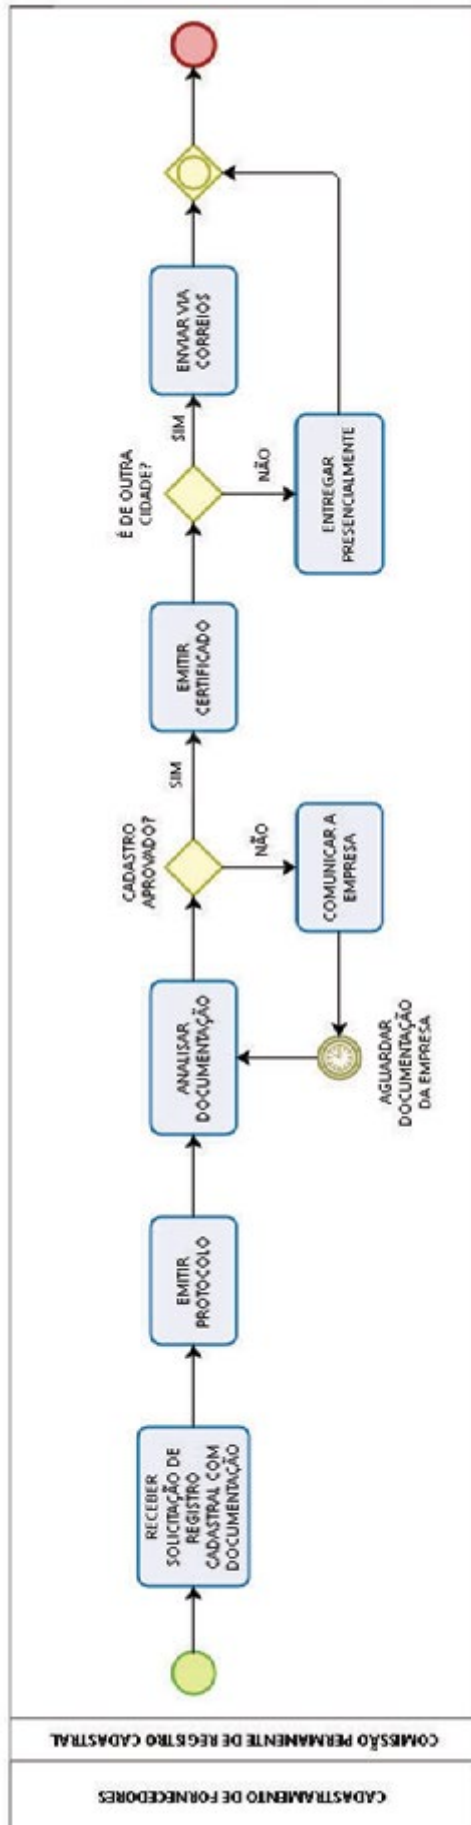 CADASTRAMENTO DE FORNECEDORES
COMISSÃO PERMANENTE DE REGISTRO CADASTRAL
RECEBER
SOLICITAÇÃO DE
REGISTRO
CADASTRAL COM
DOCUMENTAÇÃO
EMITIR
PROTOCOLO
ANALISAR
DOCUMENTAÇÃO
CADASTRO
APROVADO?
SIM
NÃO
COMUNICAR A
EMPRESA
AGUARDAR
DOCUMENTAÇÃO
DA EMPRESA
EMITIR
CERTIFICADO
É DE OUTRA
CIDADE?
SIM
NÃO
ENVIAR VIA
CORREIOS
ENTREGAR
PRESENCIALMENTE